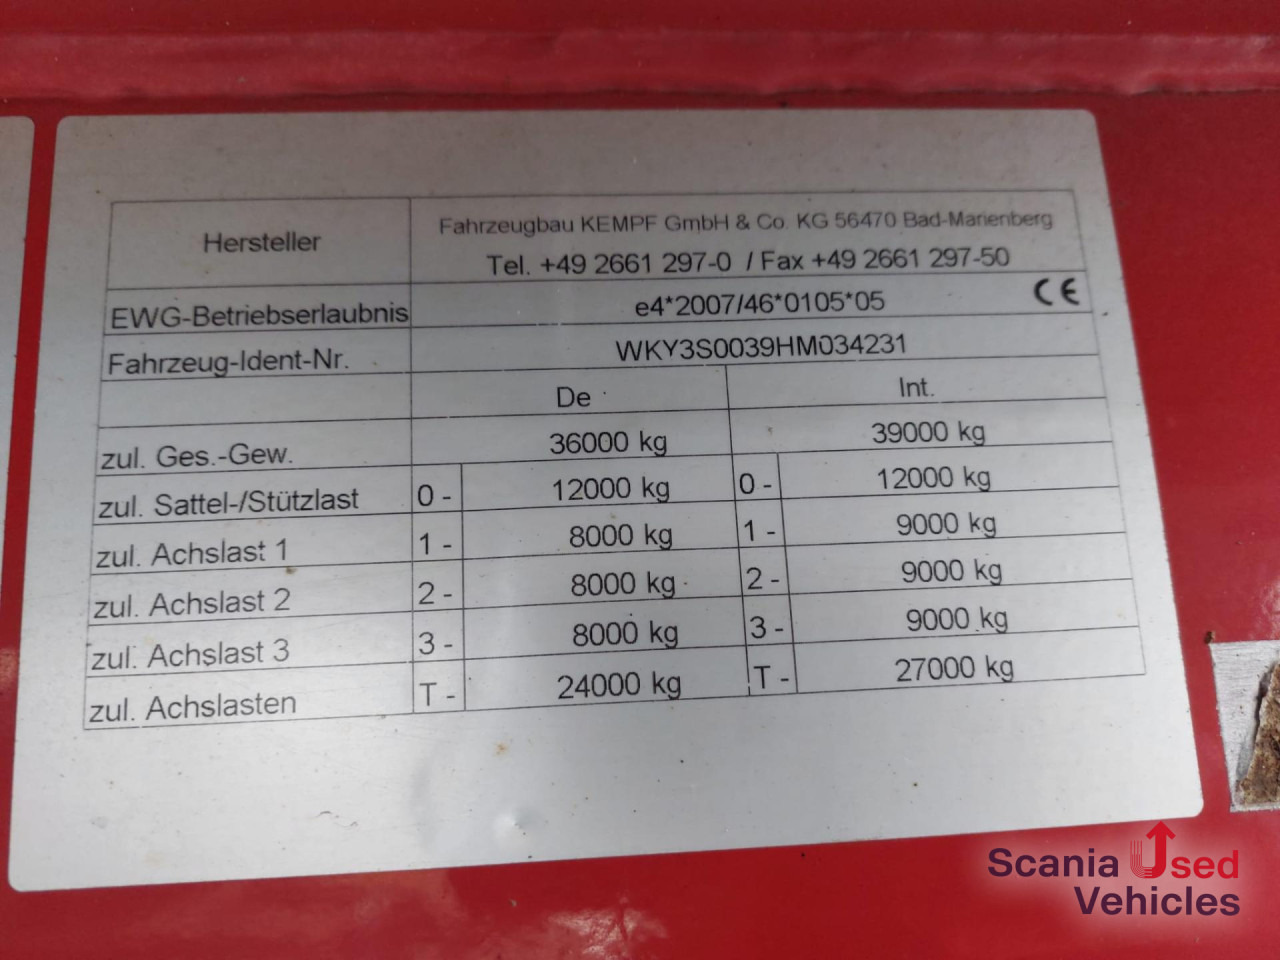 Hersteller
Fahrzeugbau KEMPF GmbH & Co. KG 56470 Bad-Marienberg
Tel. +49 2661 297-0 / Fax +49 2661 297-50
EWG-Betriebserlaubnis e4*2007/46*0105*05 CE
Fahrzeug-Ident-Nr. WKY3S0039HM034231
De Int.
zul. Ges.-Gew. 36000 kg 39000 kg
zul. Sattel-/Stützlast 0 - 12000 kg 0 - 12000 kg
zul. Achslast 1 1 - 8000 kg 1 - 9000 kg
zul. Achslast 2 2 - 8000 kg 2 - 9000 kg
zul. Achslast 3 3 - 8000 kg 3 - 9000 kg
zul. Achslasten T - 24000 kg T - 27000 kg
Scania Used
Vehicles